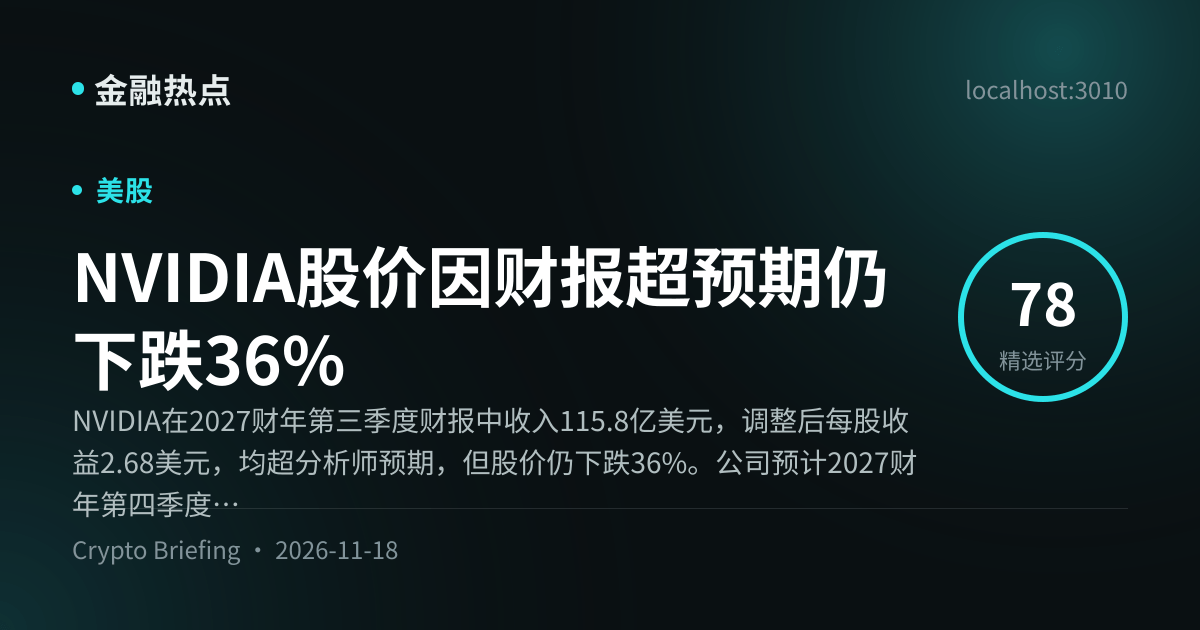 金融热点
localhost:3010
美股
NVIDIA股价因财报超预期仍
下跌36%
78
精选评分
NVIDIA在2027财年第三季度财报中收入115.8亿美元，调整后每股收
益2.68美元，均超分析师预期，但股价仍下跌36%。公司预计2027财
年第四季度…
Crypto Briefing · 2026-11-18